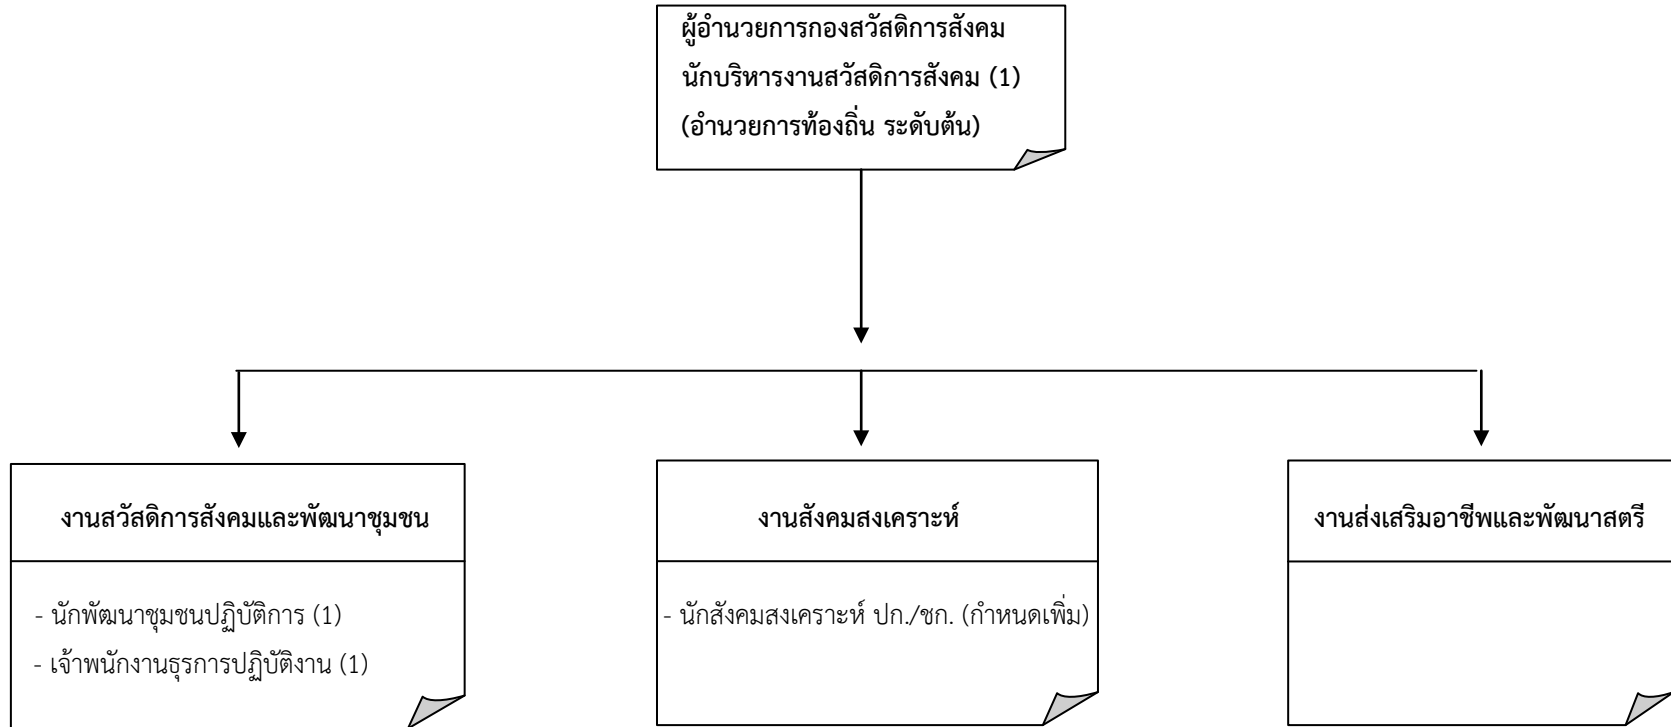 ผู้อำนวยการกองสวัสดิการสังคม
นักบริหารงานสวัสดิการสังคม (1)
(อำนวยการท้องถิ่น ระดับต้น)
งานสวัสดิการสังคมและพัฒนาชุมชน
- นักพัฒนาชุมชนปฏิบัติการ (1)
- เจ้าพนักงานธุรการปฏิบัติงาน (1)
งานสังคมสงเคราะห์
- นักสังคมสงเคราะห์ ปก./ชก. (กำหนดเพิ่ม)
งานส่งเสริมอาชีพและพัฒนาสตรี